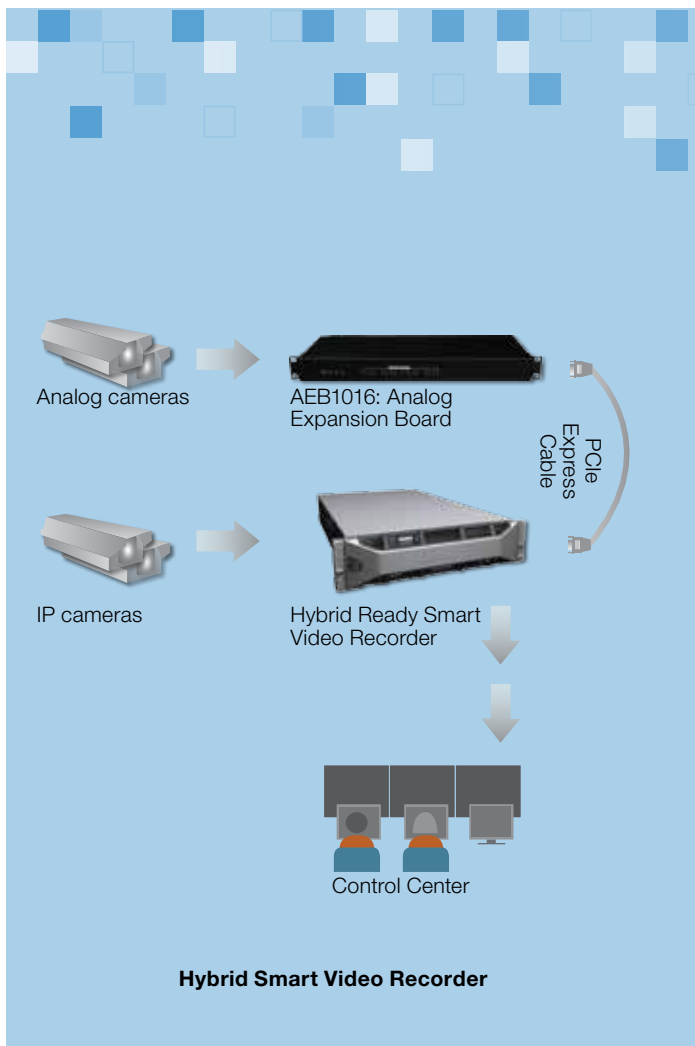 Analog cameras
AEB1016: Analog
Expansion Board
PCIe
Express
Cable
IP cameras
Hybrid Ready Smart
Video Recorder
Control Center
Hybrid Smart Video Recorder